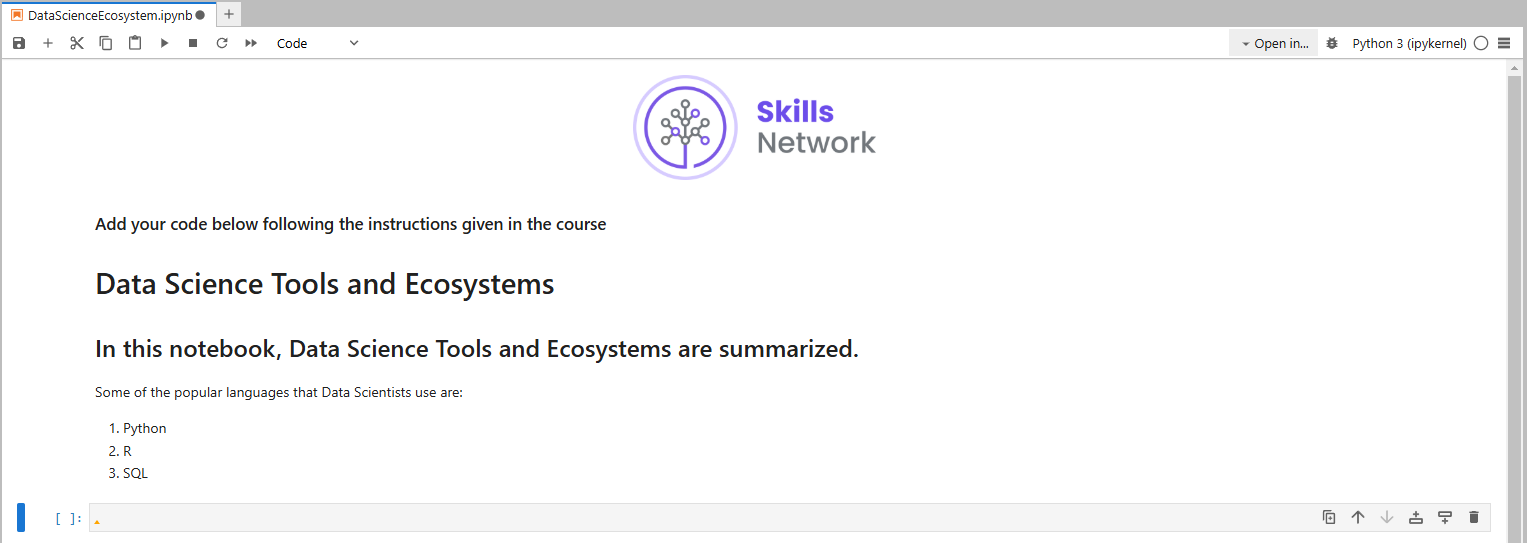 DataScienceEcosystem.ipynb
Code
Open in...
Python 3 (ipykernel)
Skills
Network
Add your code below following the instructions given in the course
Data Science Tools and Ecosystems
In this notebook, Data Science Tools and Ecosystems are summarized.
Some of the popular languages that Data Scientists use are:
1. Python
2. R
3. SQL
[ ]: